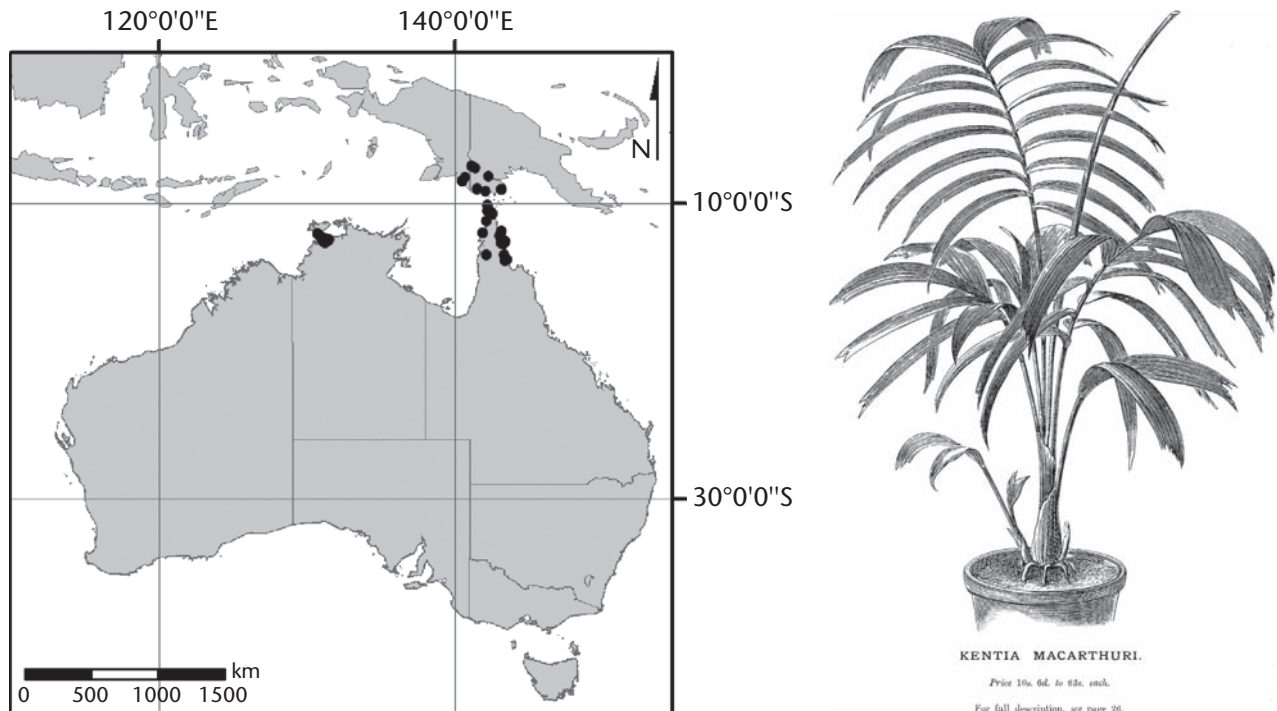 120°0'0"E 140°0'0"E
N
10°0'0"S
30°0'0"S
km
0 500 1000 1500
KENTIA MACARTHURI.
Price 10s. 6d. to 63s. each.
For full description, see page 26.